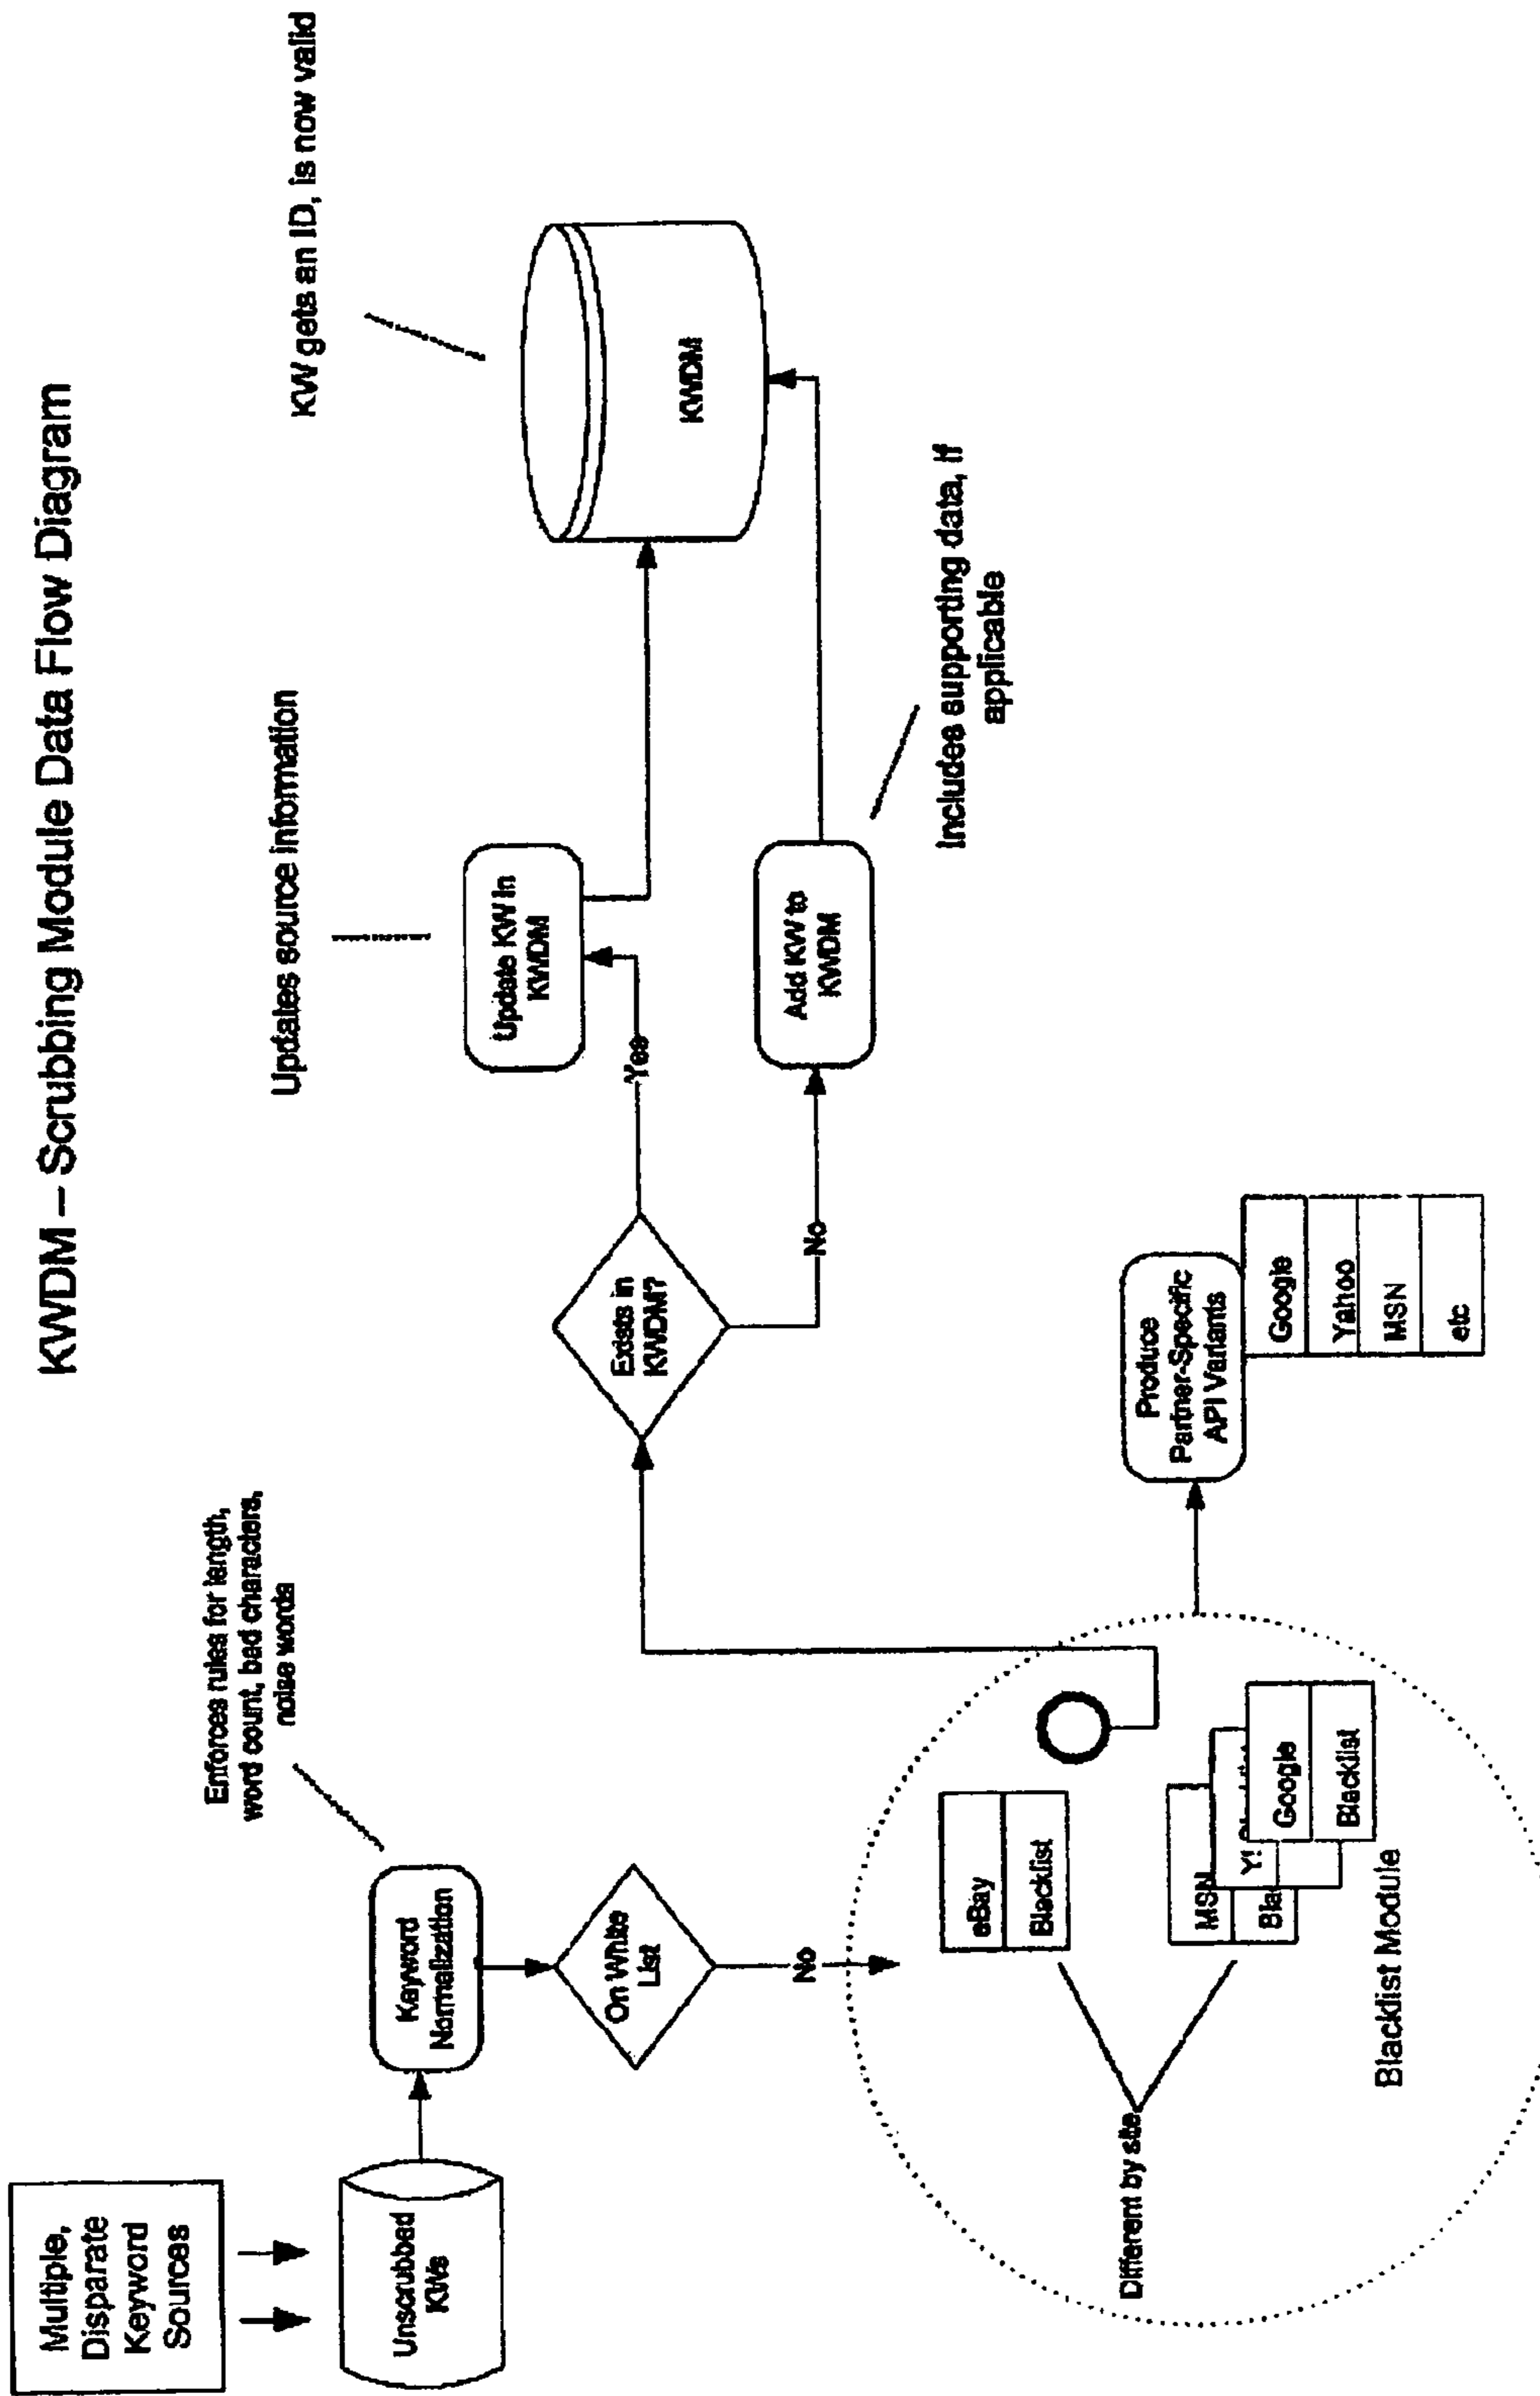 KWDM – Scrubbing Module Data Flow Diagram
Multiple,
Disparate
Keyword
Sources
Unscrubbed
KWs
Keyword
Normalization
Enforces rules for length,
word count, bad characters,
noise words
On White
List
No
Different by site
eBay
Blacklist
MSN
Y!
Google
Blacklist
Blacklist Module
Produce
Partner-Specific
API Variants
Google
Yahoo
MSN
etc
Exists in
KWDM?
Yes
No
Update KW in
KWDM
Updates source information
Add KW to
KWDM
Includes supporting data, if
applicable
KWDM
KW gets an ID, is now valid